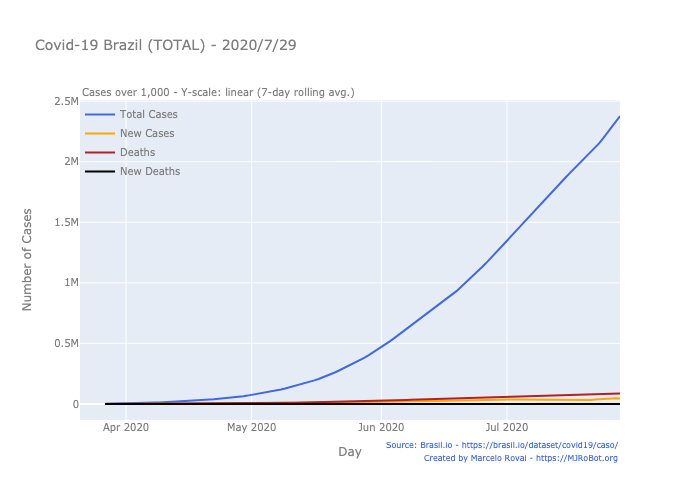 Covid-19 Brazil (TOTAL) - 2020/7/29
Cases over 1,000 - Y-scale: linear (7-day rolling avg.)
2.5M
2M
1.5M
1M
0.5M
0
Number of Cases
Total Cases
New Cases
Deaths
New Deaths
Apr 2020
May 2020
Jun 2020
Jul 2020
Day
Source: Brasil.io - https://brasil.io/dataset/covid19/caso/
Created by Marcelo Rovai - https://MJRoBot.org